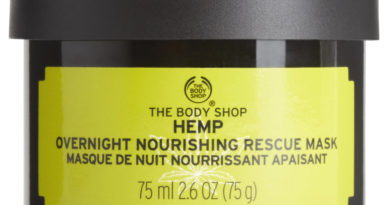 THE BODY SHOP
THE BODY SHOP®
HEMP
OVERNIGHT NOURISHING RESCUE MASK
MASQUE DE NUIT NOURRISSANT APAISANT
75 ml 2.6 OZ (75 g)